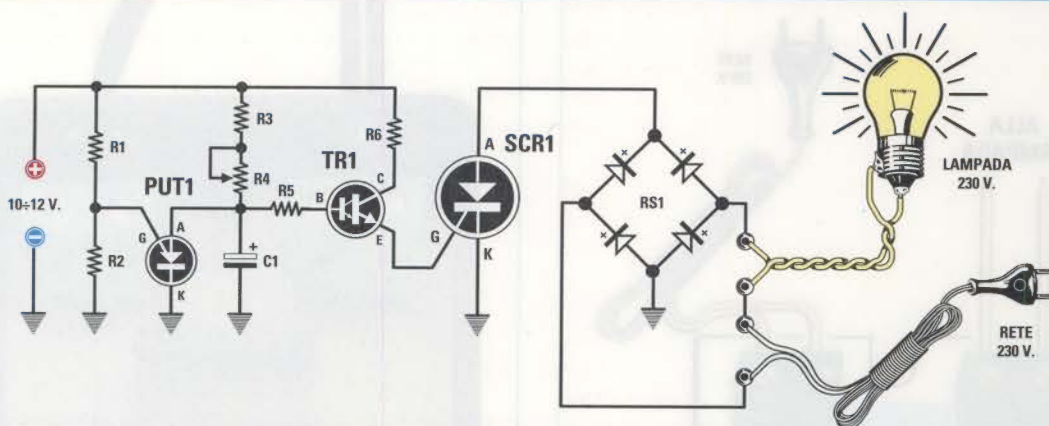 R1
R2
10÷12 V.
PUT1
G
A
K
R3
R4
C1
+
R5
TR1
B
C
E
R6
A
SCR1
G
K
RS1
LAMPADA
230 V.
RETE
230 V.